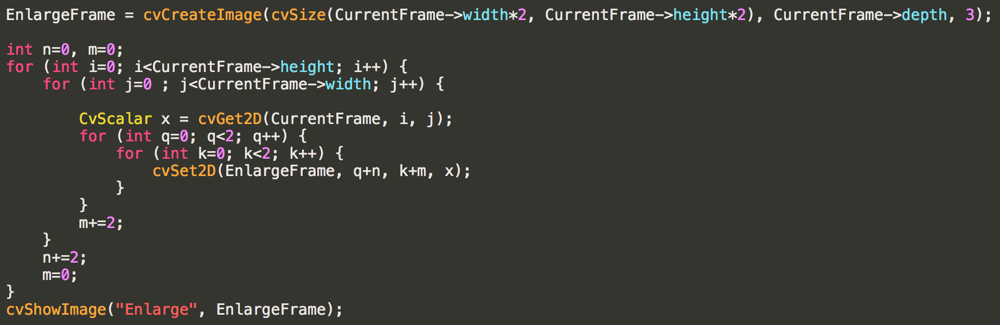 EnlargeFrame = cvCreateImage(cvSize(CurrentFrame->width*2, CurrentFrame->height*2), CurrentFrame->depth, 3);

int n=0, m=0;
for (int i=0; i<CurrentFrame->height; i++) {
    for (int j=0 ; j<CurrentFrame->width; j++) {

        CvScalar x = cvGet2D(CurrentFrame, i, j);
        for (int q=0; q<2; q++) {
            for (int k=0; k<2; k++) {
                cvSet2D(EnlargeFrame, q+n, k+m, x);
            }
        }
        m+=2;
    }
    n+=2;
    m=0;
}
cvShowImage("Enlarge", EnlargeFrame);